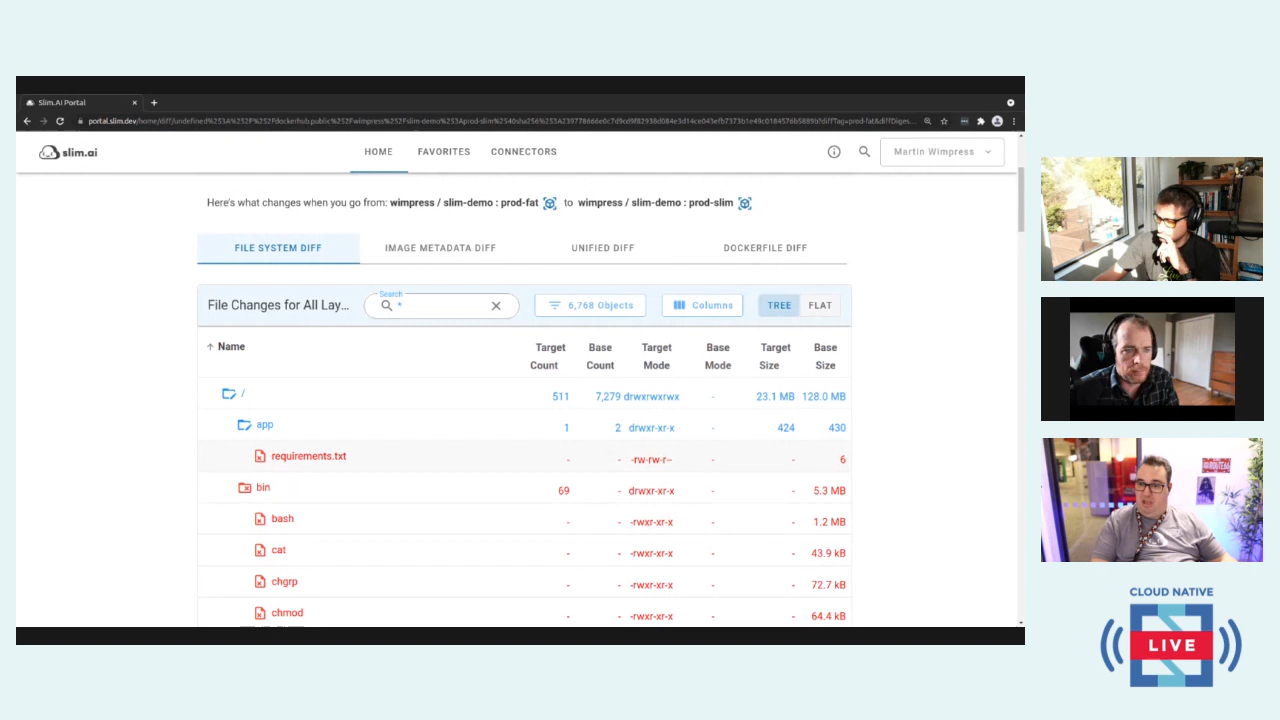 Slim.AI Portal
slim.ai
HOME
FAVORITES
CONNECTORS
Martin Wimpress
Here's what changes when you go from: wimpress / slim-demo : prod-fat to wimpress / slim-demo : prod-slim
FILE SYSTEM DIFF
IMAGE METADATA DIFF
UNIFIED DIFF
DOCKERFILE DIFF
File Changes for All Lay...
Search
*
6,768 Objects
Columns
TREE
FLAT
Name
Target Count
Base Count
Target Mode
Base Mode
Target Size
Base Size
/ 511 7,279 drwxrwxrwx - 23.1 MB 128.0 MB
app 1 2 drwxr-xr-x - 424 430
requirements.txt - - -rw-rw-r-- - - 6
bin 69 - drwxr-xr-x - - 5.3 MB
bash - - -rwxr-xr-x - - 1.2 MB
cat - - -rwxr-xr-x - - 43.9 kB
chgrp - - -rwxr-xr-x - - 72.7 kB
chmod - - -rwxr-xr-x - - 64.4 kB
CLOUD NATIVE
LIVE